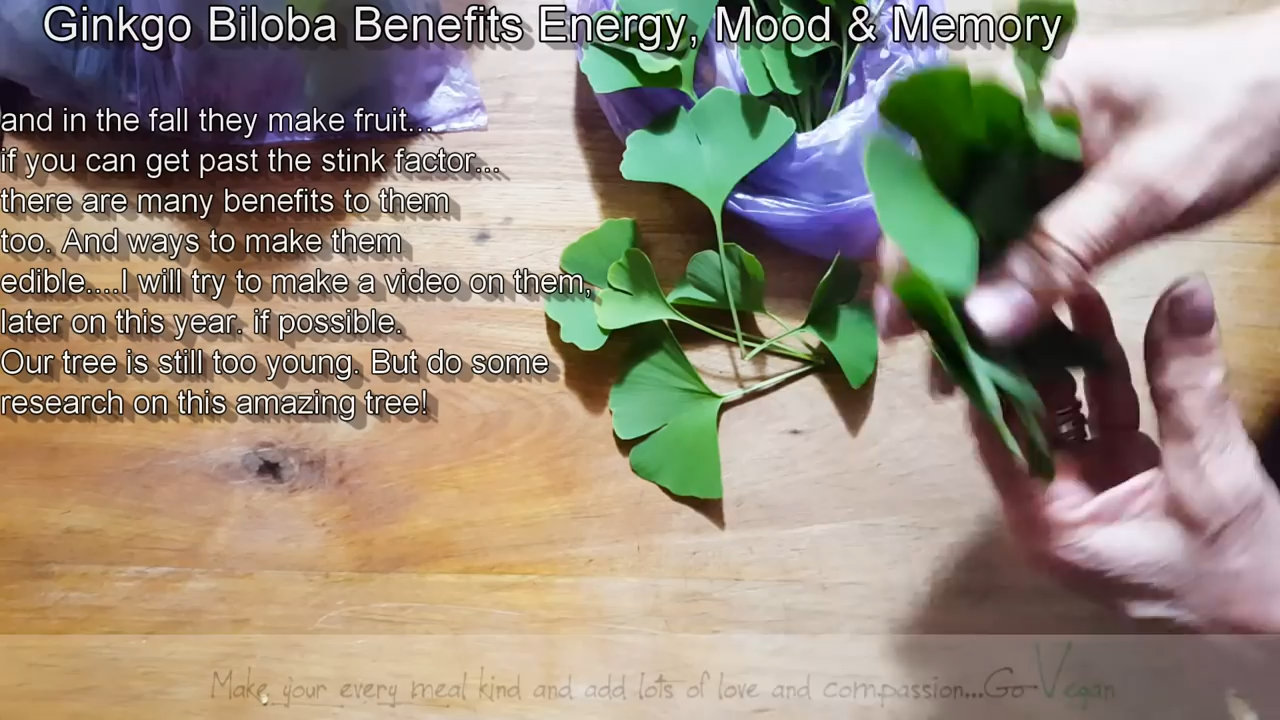 Ginkgo Biloba Benefits Energy, Mood & Memory
and in the fall they make fruit...
if you can get past the stink factor...
there are many benefits to them
too. And ways to make them
edible....I will try to make a video on them,
later on this year. if possible.
Our tree is still too young. But do some
research on this amazing tree!
Make your every meal kind and add lots of love and compassion...Go Vegan